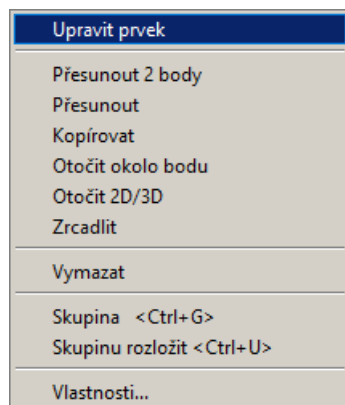 Upravit prvek
Přesunout 2 body
Přesunout
Kopírovat
Otočit okolo bodu
Otočit 2D/3D
Zrcadlit
Vymazat
Skupina <Ctrl+G>
Skupinu rozložit <Ctrl+U>
Vlastnosti...